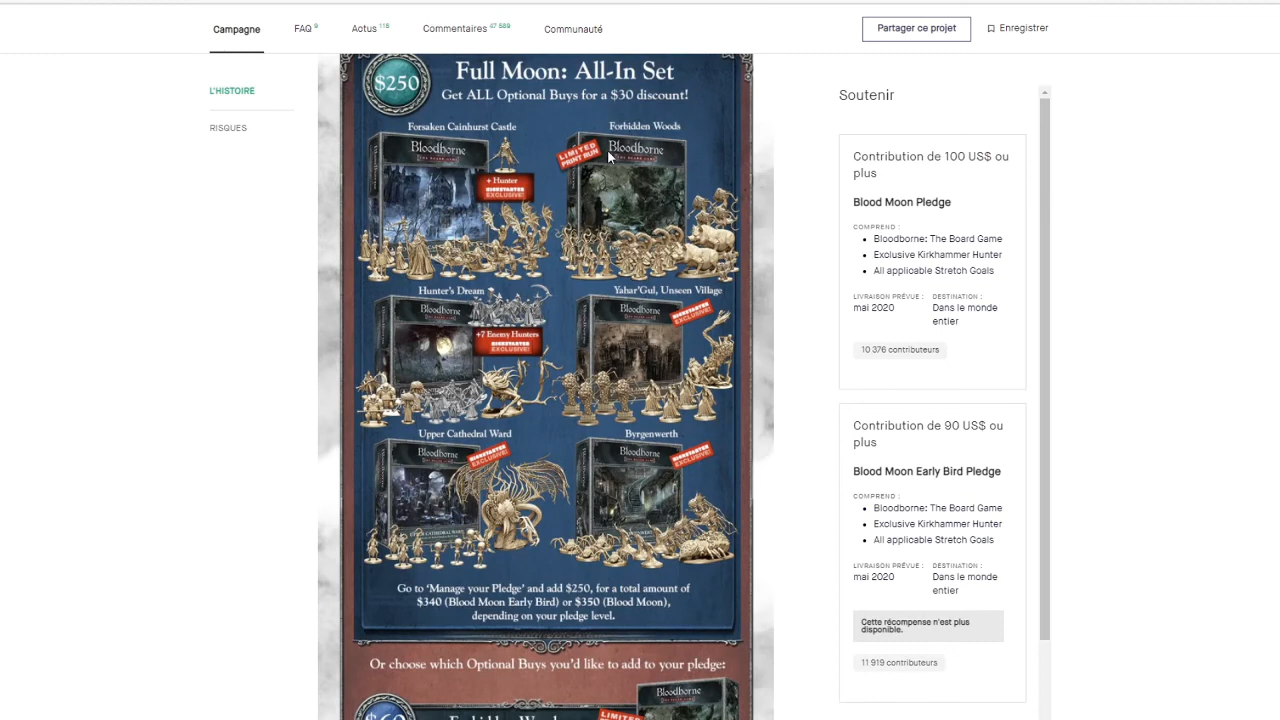 Campagne
FAQ 9
Actus 116
Commentaires 47 589
Communauté
Partager ce projet
Enregistrer
L'HISTOIRE
RISQUES
$250
Full Moon: All-In Set
Get ALL Optional Buys for a $30 discount!
Forsaken Cainhurst Castle
Forbidden Woods
Bloodborne
Bloodborne
LIMITED
PRINT RUN
+ Hunter
KICKSTARTER
EXCLUSIVE!
Hunter's Dream
Yahar'Gul, Unseen Village
Bloodborne
Bloodborne
KICKSTARTER
EXCLUSIVE!
+7 Enemy Hunters
KICKSTARTER
EXCLUSIVE!
Upper Cathedral Ward
Byrgenwerth
Bloodborne
KICKSTARTER
EXCLUSIVE!
Bloodborne
KICKSTARTER
EXCLUSIVE!
Go to 'Manage your Pledge' and add $250, for a total amount of
$340 (Blood Moon Early Bird) or $350 (Blood Moon),
depending on your pledge level.
Or choose which Optional Buys you'd like to add to your pledge:
Bloodborne
$60
Forbidden Woods
LIMITED
Soutenir
Contribution de 100 US$ ou
plus
Blood Moon Pledge
COMPREND :
Bloodborne: The Board Game
Exclusive Kirkhammer Hunter
All applicable Stretch Goals
LIVRAISON PRÉVUE :
mai 2020
DESTINATION :
Dans le monde
entier
10 376 contributeurs
Contribution de 90 US$ ou
plus
Blood Moon Early Bird Pledge
COMPREND :
Bloodborne: The Board Game
Exclusive Kirkhammer Hunter
All applicable Stretch Goals
LIVRAISON PRÉVUE :
mai 2020
DESTINATION :
Dans le monde
entier
Cette récompense n'est plus
disponible.
11 919 contributeurs